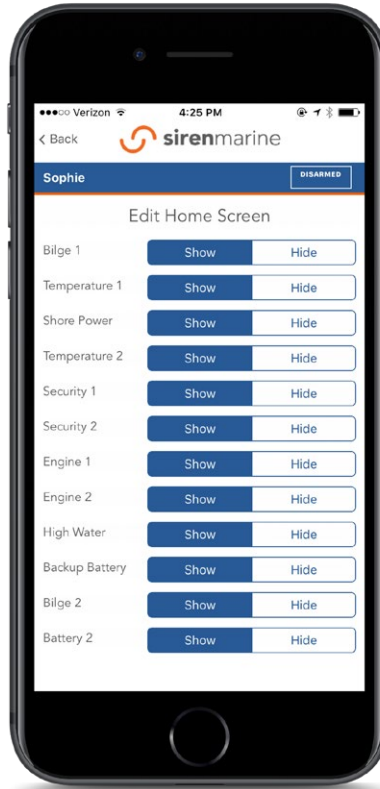 Verizon 4:25 PM
< Back sirenmarine
Sophie DISARMED
Edit Home Screen
Bilge 1 Show Hide
Temperature 1 Show Hide
Shore Power Show Hide
Temperature 2 Show Hide
Security 1 Show Hide
Security 2 Show Hide
Engine 1 Show Hide
Engine 2 Show Hide
High Water Show Hide
Backup Battery Show Hide
Bilge 2 Show Hide
Battery 2 Show Hide